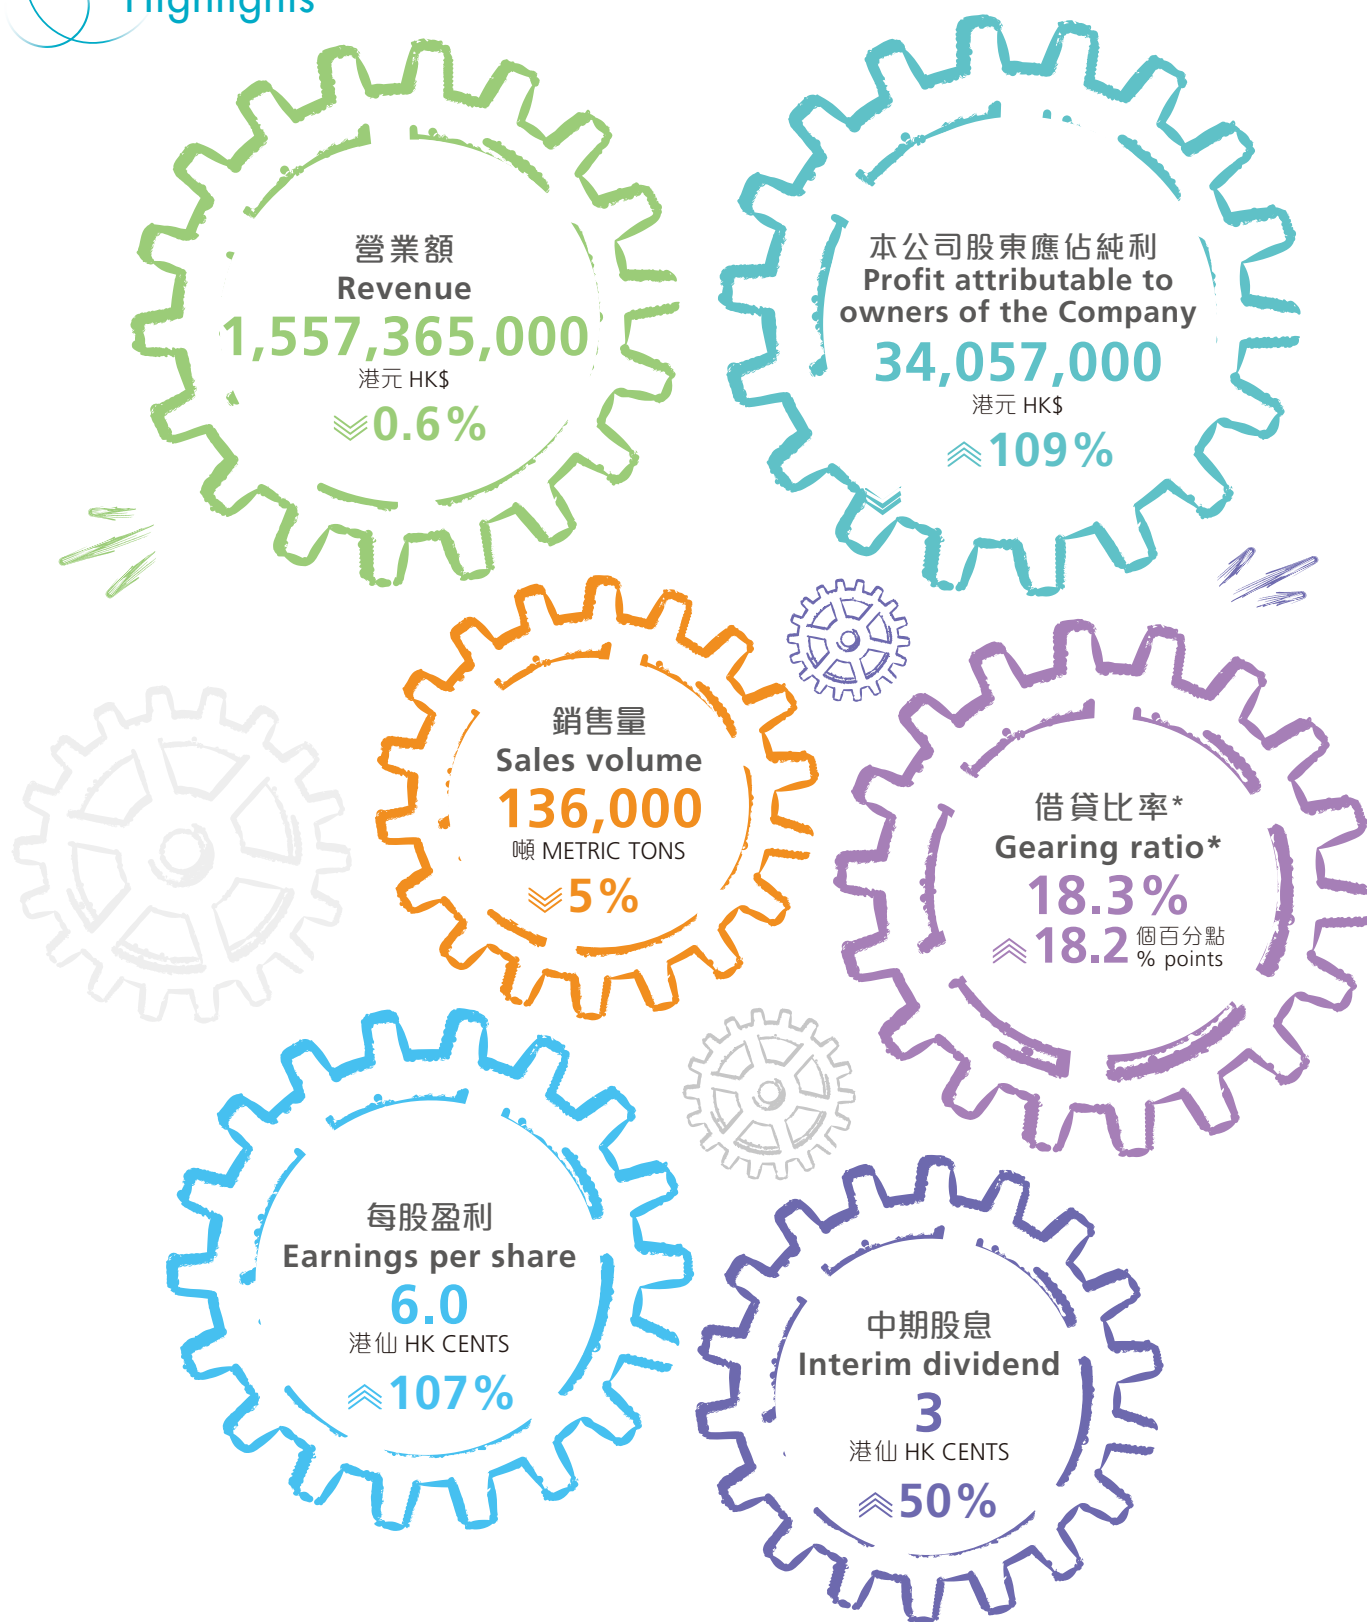 Highlights
營業額
Revenue
1,557,365,000
港元 HK$
0.6%
本公司股東應佔純利
Profit attributable to
owners of the Company
34,057,000
港元 HK$
109%
銷售量
Sales volume
136,000
噸 METRIC TONS
5%
借貸比率*
Gearing ratio*
18.3%
18.2 個百分點
% points
每股盈利
Earnings per share
6.0
港仙 HK CENTS
107%
中期股息
Interim dividend
3
港仙 HK CENTS
50%